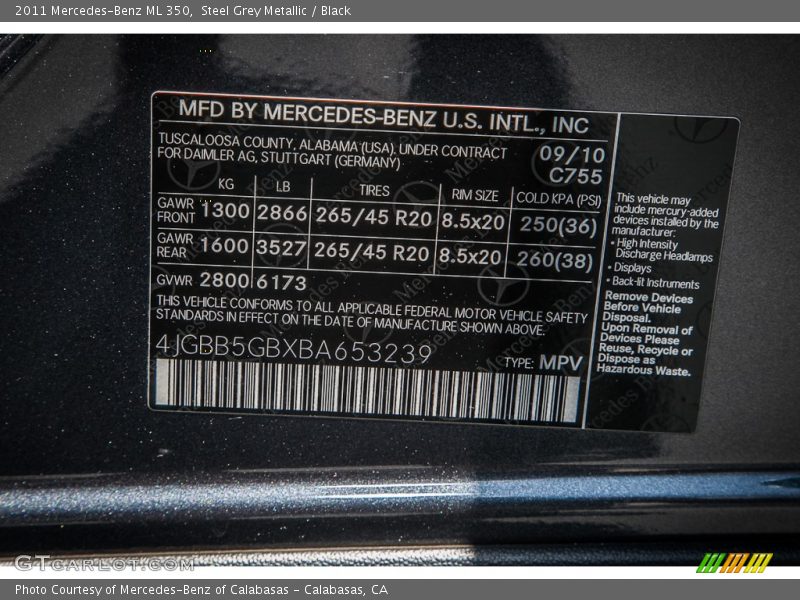 2011 Mercedes-Benz ML 350,  Steel Grey Metallic / Black
MFD BY MERCEDES-BENZ U.S. INTL., INC
TUSCALOOSA COUNTY, ALABAMA (USA). UNDER CONTRACT
FOR DAIMLER AG, STUTTGART (GERMANY)
09/10
C755
KG LB TIRES RIM SIZE COLD KPA (PSI)
GAWR
FRONT 1300 2866 265/45 R20 8.5x20 250(36)
GAWR
REAR 1600 3527 265/45 R20 8.5x20 260(38)
GVWR 2800 6173
THIS VEHICLE CONFORMS TO ALL APPLICABLE FEDERAL MOTOR VEHICLE SAFETY
STANDARDS IN EFFECT ON THE DATE OF MANUFACTURE SHOWN ABOVE.
4JGBB5GBXBA653239
TYPE: MPV
This vehicle may
include mercury-added
devices installed by the
manufacturer:
• High Intensity
Discharge Headlamps
• Displays
• Back-lit Instruments
Remove Devices
Before Vehicle
Disposal.
Upon Removal of
Devices Please
Reuse, Recycle or
Dispose as
Hazardous Waste.
GTcarlot.com
Photo Courtesy of Mercedes-Benz of Calabasas - Calabasas, CA